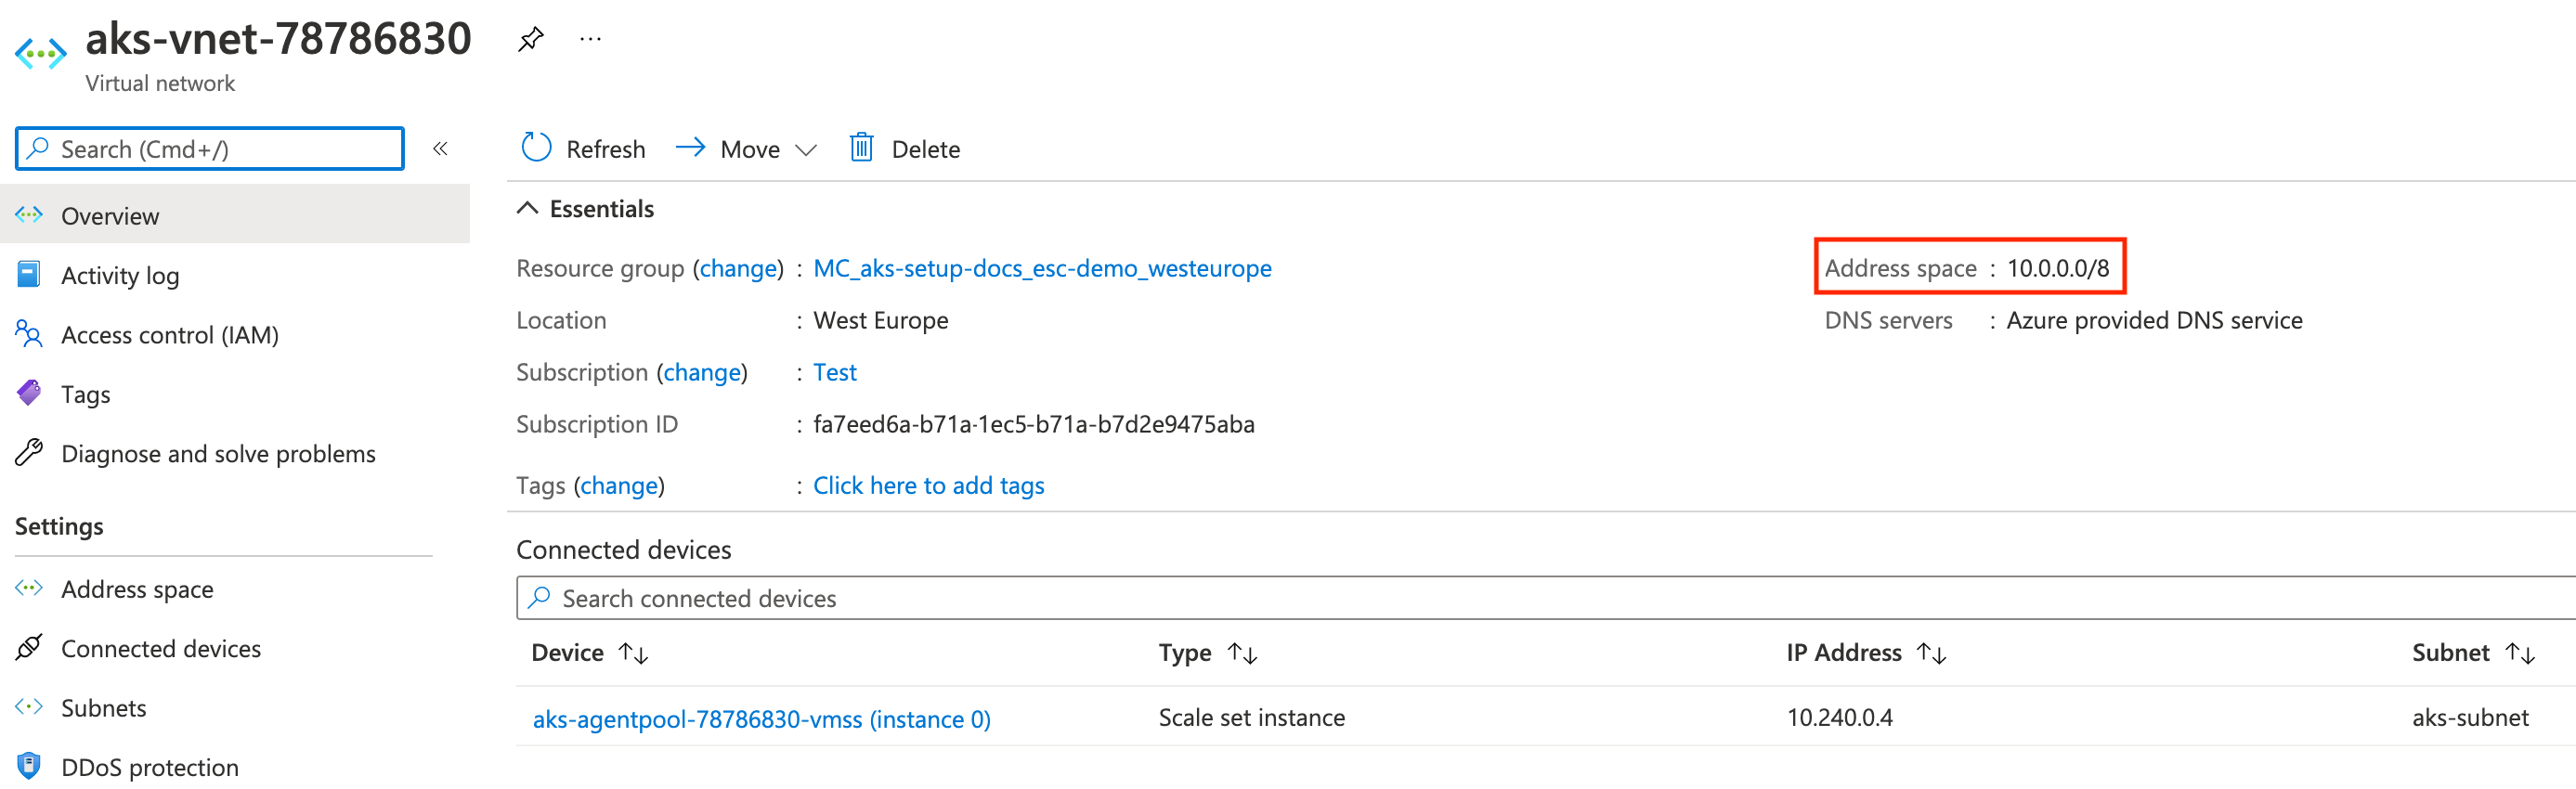 aks-vnet-78786830
Virtual network
Search (Cmd+/)
Overview
Activity log
Access control (IAM)
Tags
Diagnose and solve problems
Settings
Address space
Connected devices
Subnets
DDoS protection
Refresh Move Delete
Essentials
Resource group (change) : MC_aks-setup-docs_esc-demo_westeurope
Location : West Europe
Subscription (change) : Test
Subscription ID : fa7eed6a-b71a-1ec5-b71a-b7d2e9475aba
Tags (change) : Click here to add tags
Address space : 10.0.0.0/8
DNS servers : Azure provided DNS service
Connected devices
Search connected devices
Device Type IP Address Subnet
aks-agentpool-78786830-vmss (instance 0) Scale set instance 10.240.0.4 aks-subnet